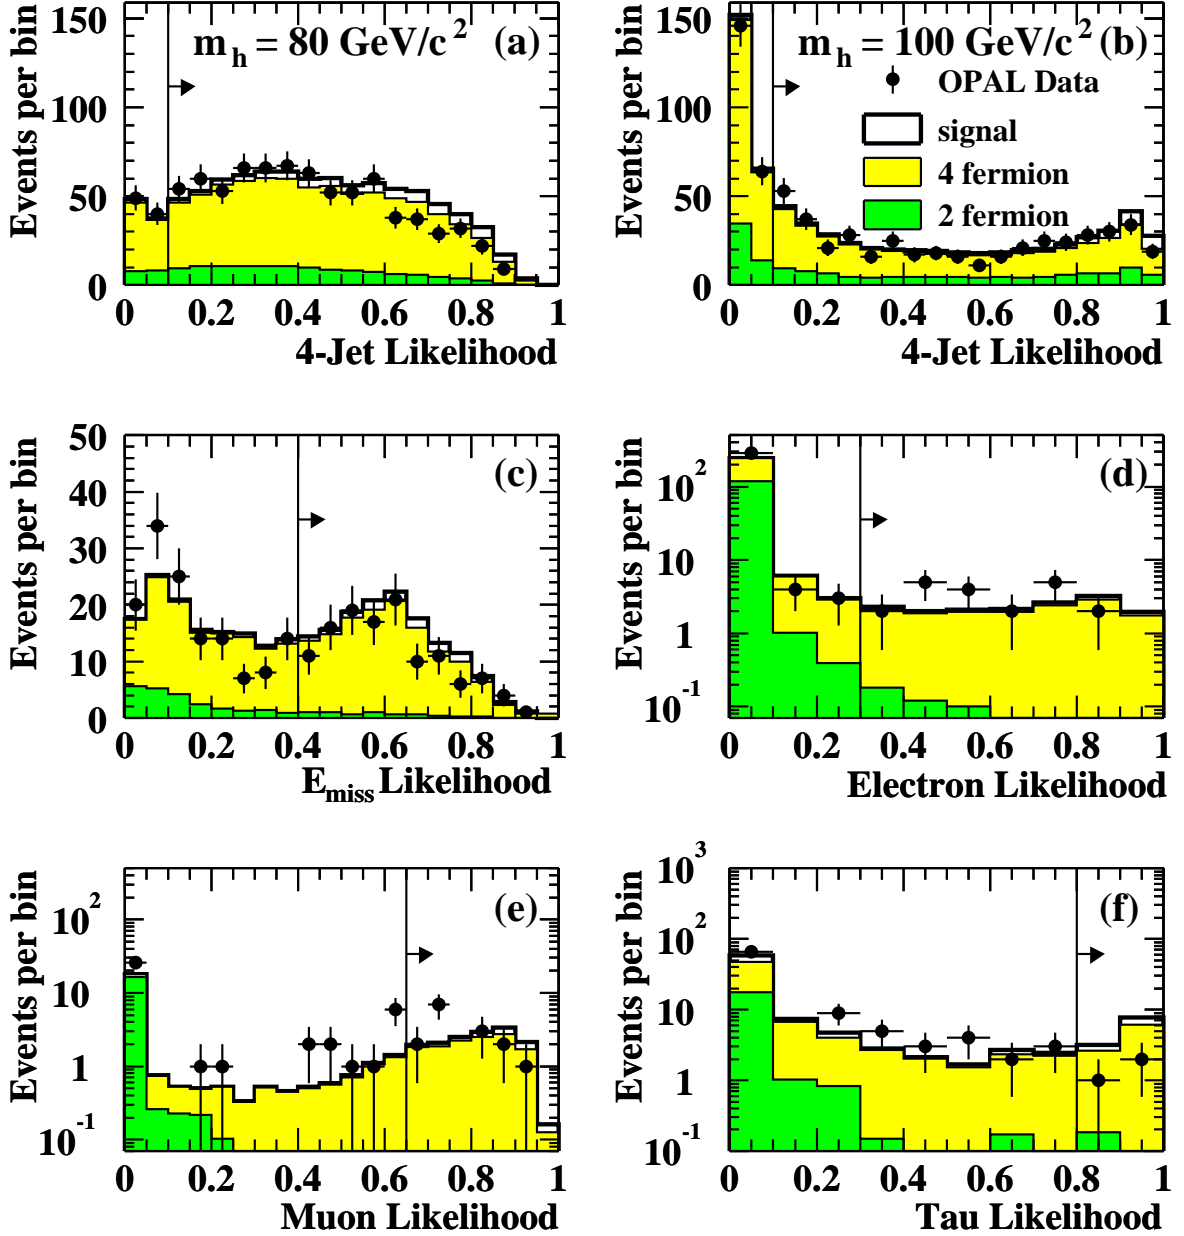 Events per bin
150
100
50
0
m_h = 80 GeV/c^2 (a)
0 0.2 0.4 0.6 0.8 1
4-Jet Likelihood
Events per bin
150
100
50
0
m_h = 100 GeV/c^2 (b)
OPAL Data
signal
4 fermion
2 fermion
0 0.2 0.4 0.6 0.8 1
4-Jet Likelihood
Events per bin
50
40
30
20
10
0
(c)
0 0.2 0.4 0.6 0.8 1
E_miss Likelihood
Events per bin
10^2
10
1
10^-1
(d)
0 0.2 0.4 0.6 0.8 1
Electron Likelihood
Events per bin
10^2
10
1
10^-1
(e)
0 0.2 0.4 0.6 0.8 1
Muon Likelihood
Events per bin
10^3
10^2
10
1
10^-1
(f)
0 0.2 0.4 0.6 0.8 1
Tau Likelihood